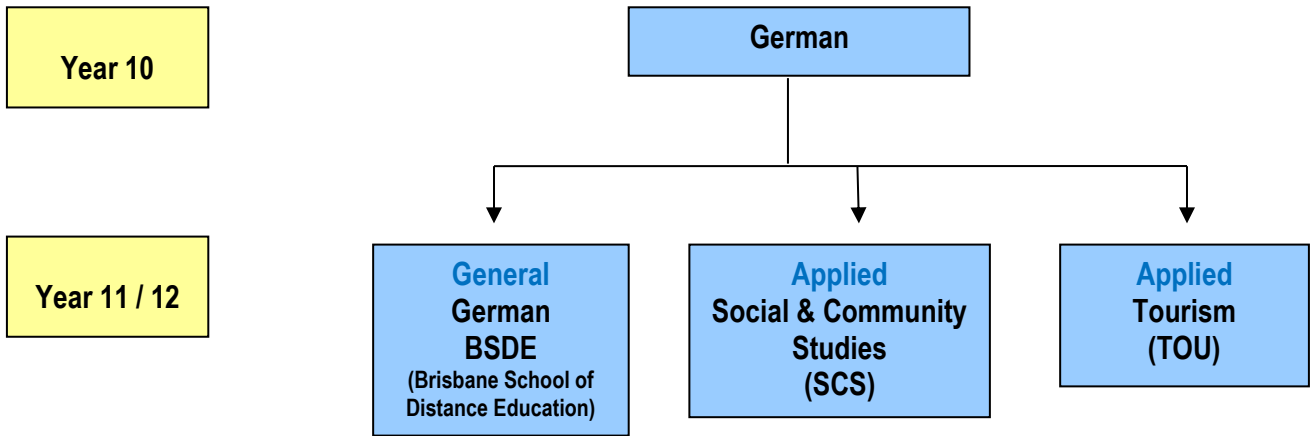 Year 10
German
Year 11 / 12
General
German
BSDE
(Brisbane School of
Distance Education)
Applied
Social & Community
Studies
(SCS)
Applied
Tourism
(TOU)